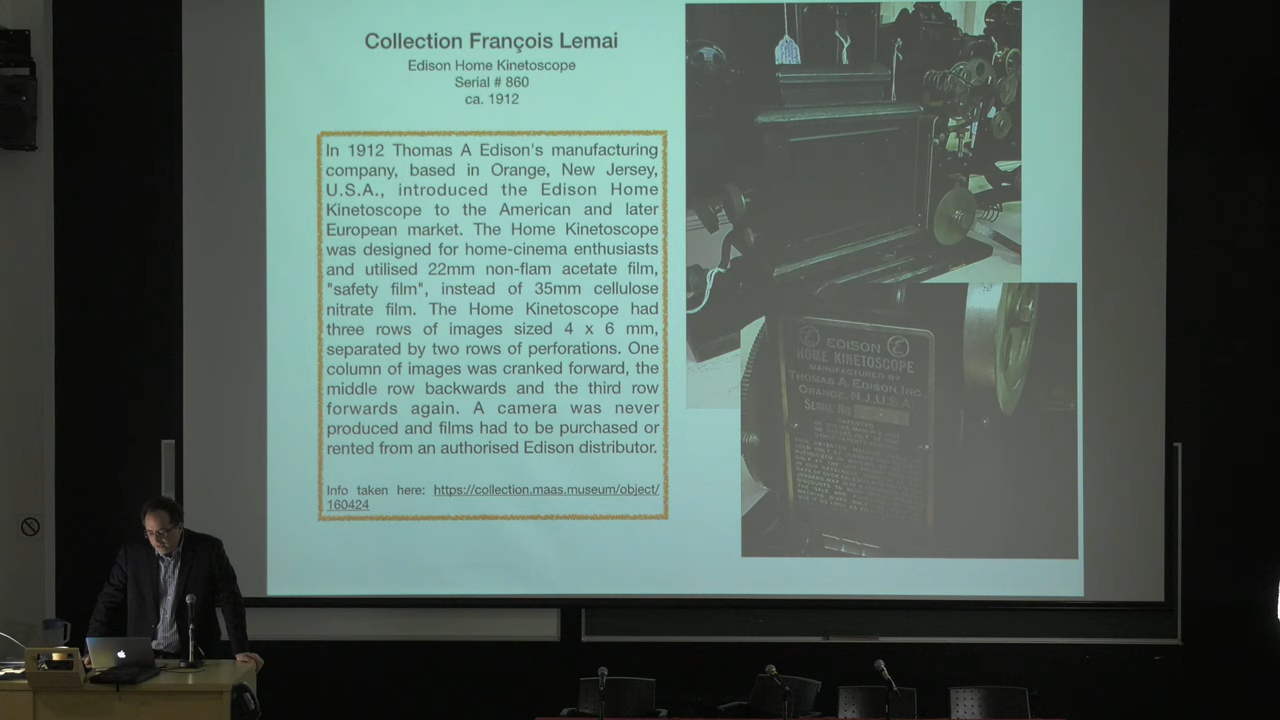 Collection François Lemai
Edison Home Kinetoscope
Serial # 860
ca. 1912
In 1912 Thomas A Edison's manufacturing
company, based in Orange, New Jersey,
U.S.A., introduced the Edison Home
Kinetoscope to the American and later
European market. The Home Kinetoscope
was designed for home-cinema enthusiasts
and utilised 22mm non-flam acetate film,
"safety film", instead of 35mm cellulose
nitrate film. The Home Kinetoscope had
three rows of images sized 4 x 6 mm,
separated by two rows of perforations. One
column of images was cranked forward, the
middle row backwards and the third row
forwards again. A camera was never
produced and films had to be purchased or
rented from an authorised Edison distributor.
Info taken here: https://collection.maas.museum/object/
160424
EDISON
HOME KINETOSCOPE
MANUFACTURED BY
THOMAS A. EDISON, INC.,
ORANGE, N.J., U.S.A.
SERIAL No.